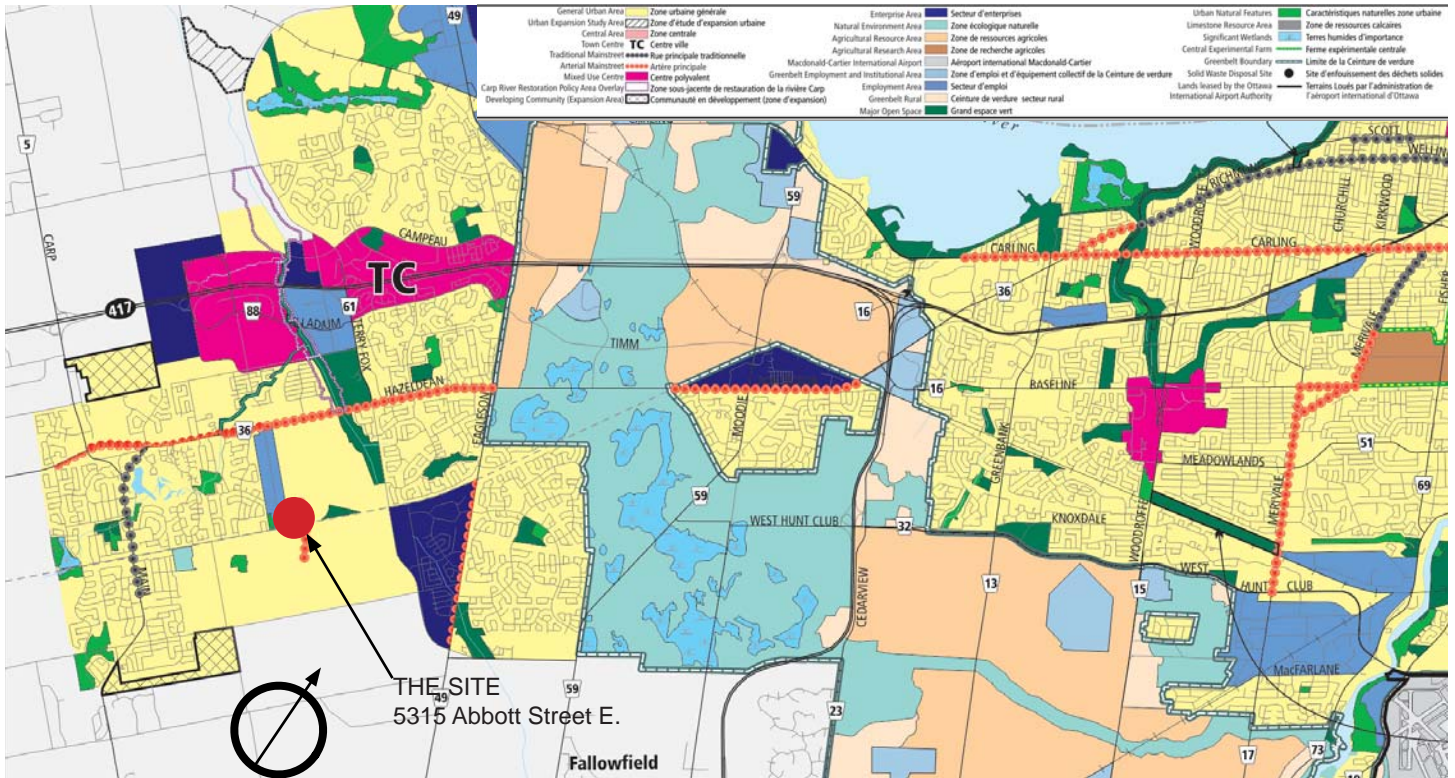 General Urban Area Zone urbaine générale
Urban Expansion Study Area Zone d'étude d'expansion urbaine
Central Area Zone centrale
Town Centre TC Centre ville
Traditional Mainstreet Rue principale traditionnelle
Arterial Mainstreet Artère principale
Mixed Use Centre Centre polyvalent
Carp River Restoration Policy Area Overlay Zone sous-jacente de restauration de la rivière Carp
Developing Community (Expansion Area) Communauté en développement (zone d'expansion)
Enterprise Area Secteur d'entreprises
Natural Environment Area Zone écologique naturelle
Agricultural Resource Area Zone de ressources agricoles
Agricultural Research Area Zone de recherche agricoles
Macdonald-Cartier International Airport Aéroport international Macdonald-Cartier
Greenbelt Employment and Institutional Area Zone d'emploi et d'équipement collectif de la Ceinture de verdure
Employment Area Secteur d'emploi
Greenbelt Rural Ceinture de verdure secteur rural
Major Open Space Grand espace vert
Urban Natural Features Caractéristiques naturelles zone urbaine
Limestone Resource Area Zone de ressources calcaires
Significant Wetlands Terres humides d'importance
Central Experimental Farm Ferme expérimentale centrale
Greenbelt Boundary Limite de la Ceinture de verdure
Solid Waste Disposal Site Site d'enfouissement des déchets solides
Lands leased by the Ottawa Terrains Loués par l'administration de
International Airport Authority l'aéroport international d'Ottawa
49
5
59
SCOTT
RICHMOND
WOODROFFE
CHURCHILL
KIRKWOOD
CARP
CAMPEAU
TC
CARLING
CARLING
36
417
88
61
TERRY FOX
16
FISHER
MERIVALE
TIMM
HAZELDEAN
EAGLESON
MOODIE
16
BASELINE
36
GREENBANK
51
MEADOWLANDS
59
69
WEST HUNT CLUB
32
KNOXDALE
WOODROFFE
MERIVALE
MAIN
CEDARVIEW
13
15
WEST
HUNT CLUB
MacFARLANE
THE SITE
5315 Abbott Street E.
49
59
23
Fallowfield
17
73